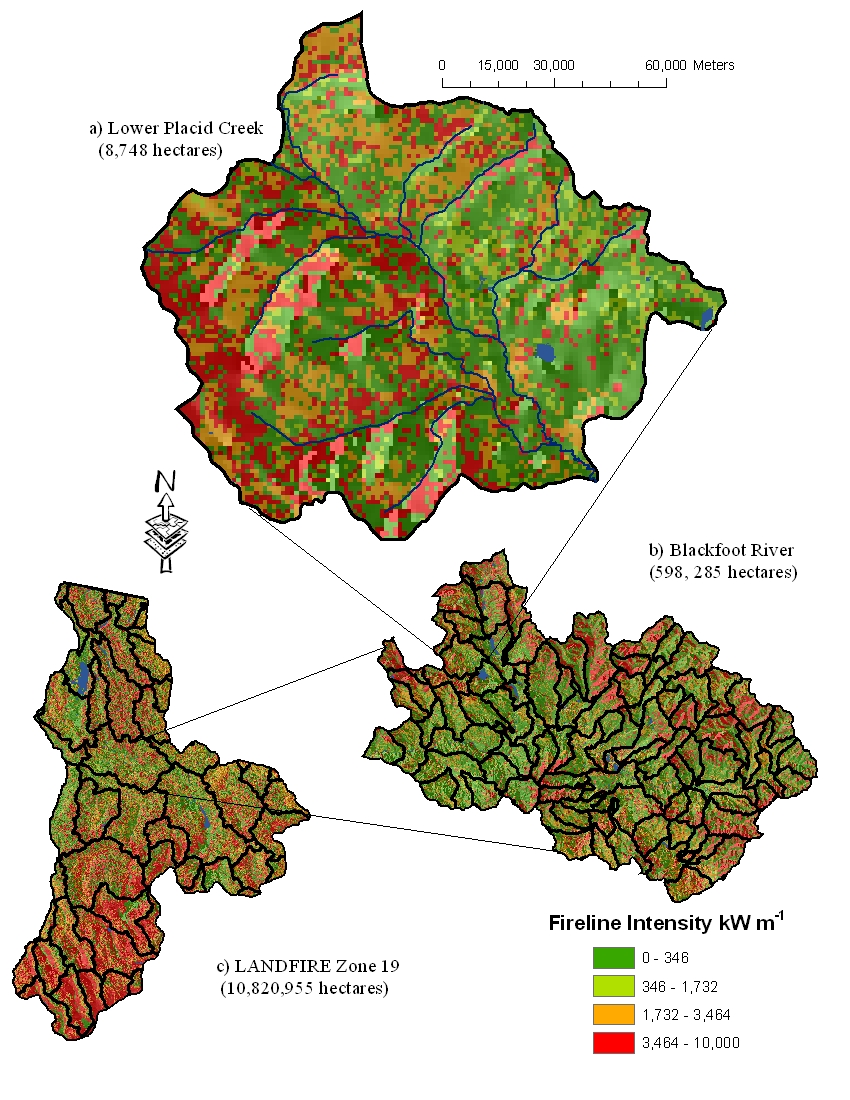 0 15,000 30,000 60,000 Meters
a) Lower Placid Creek
(8,748 hectares)
N
b) Blackfoot River
(598, 285 hectares)
c) LANDFIRE Zone 19
(10,820,955 hectares)
Fireline Intensity kW m-1
0 - 346
346 - 1,732
1,732 - 3,464
3,464 - 10,000